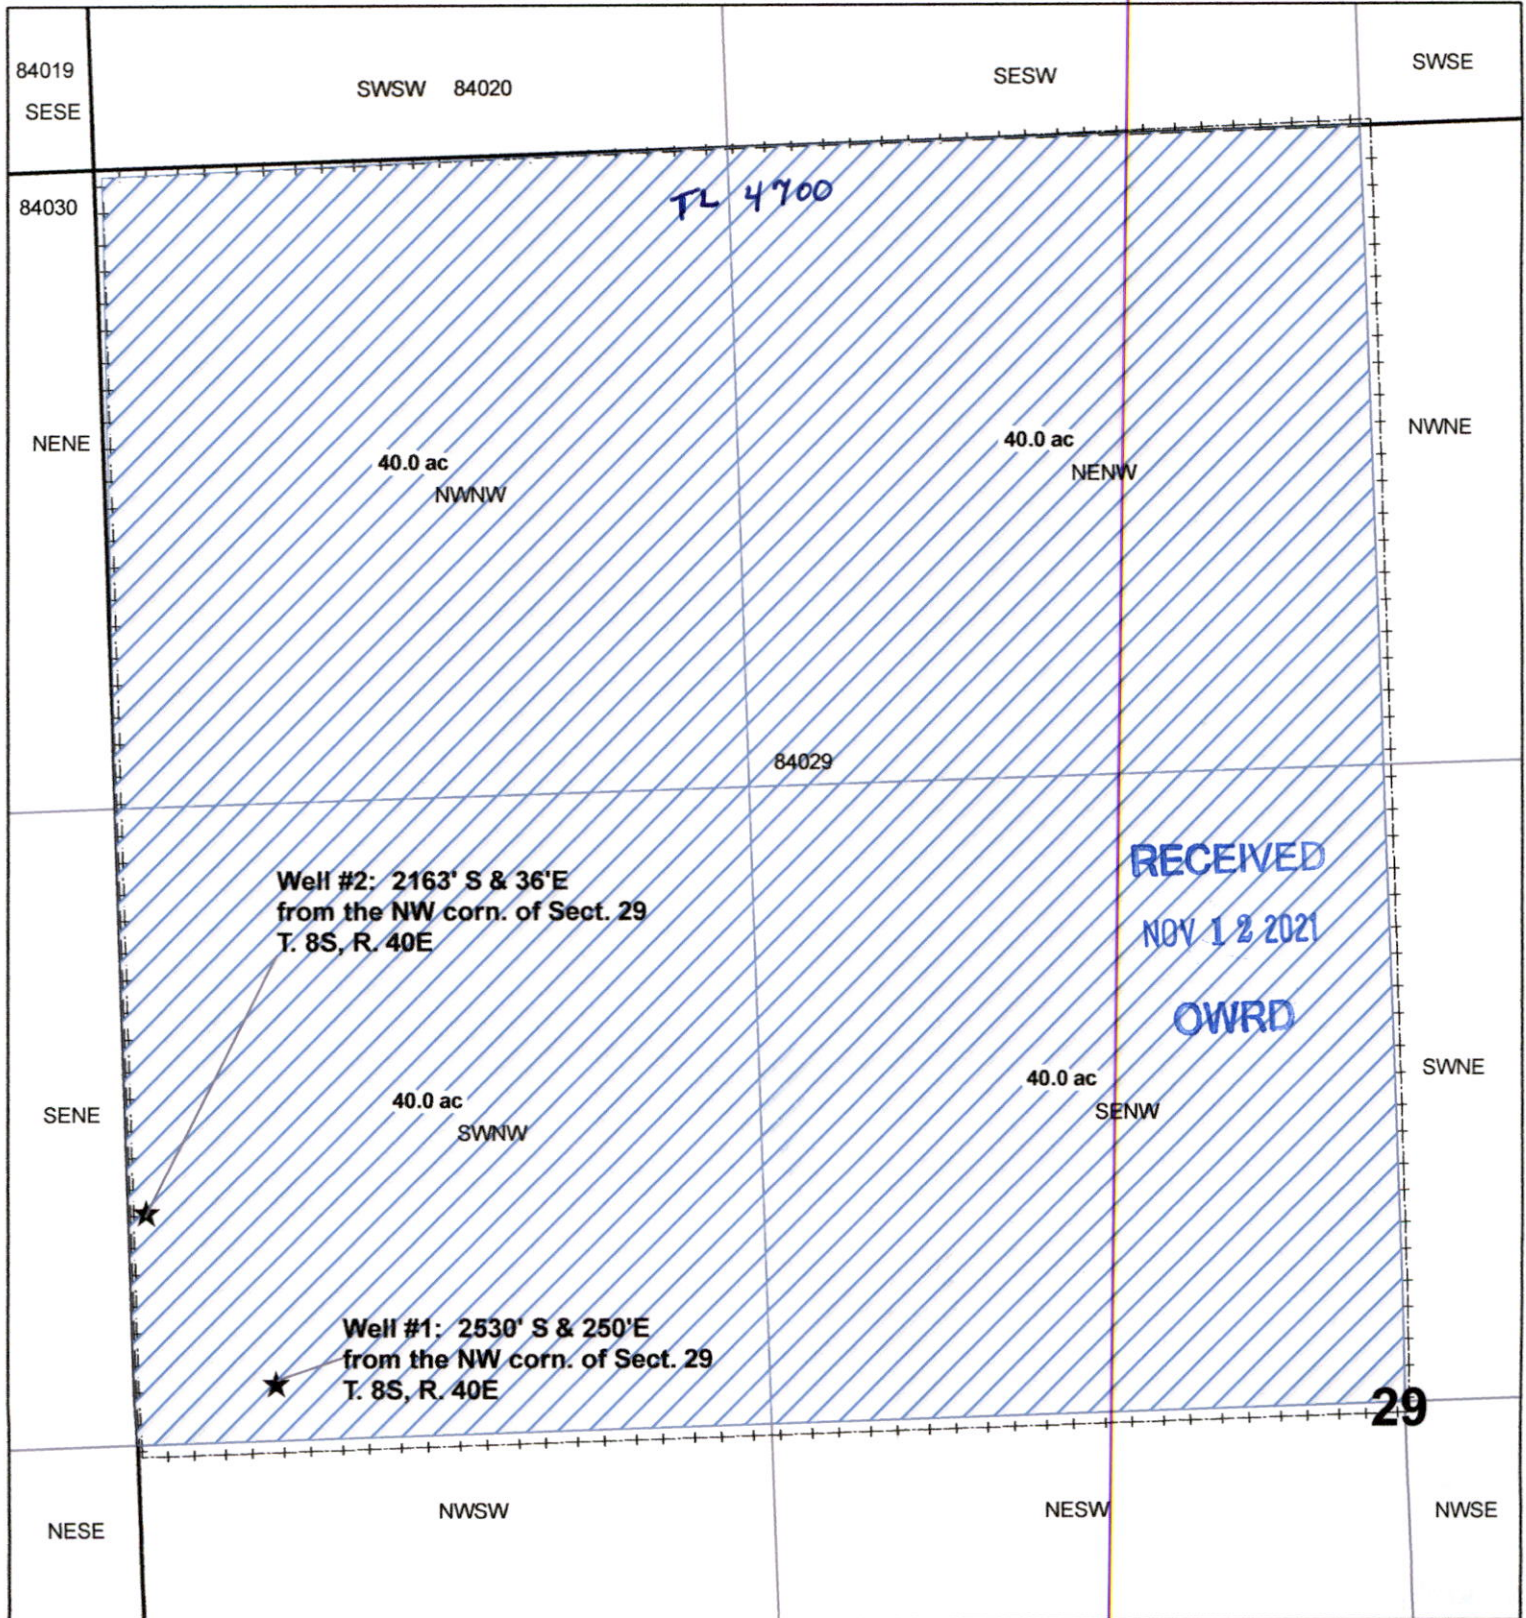 84019
SESE
SWSW 84020
SESW
SWSE
84030
TL 4700
NENE
40.0 ac
NWNW
40.0 ac
NENW
NWNE
84029
RECEIVED
NOV 12 2021
OWRD
Well #2: 2163' S & 36'E
from the NW corn. of Sect. 29
T. 8S, R. 40E
SENE
40.0 ac
SWNW
40.0 ac
SENW
SWNE
Well #1: 2530' S & 250'E
from the NW corn. of Sect. 29
T. 8S, R. 40E
29
NESE
NWSW
NESW
NWSE